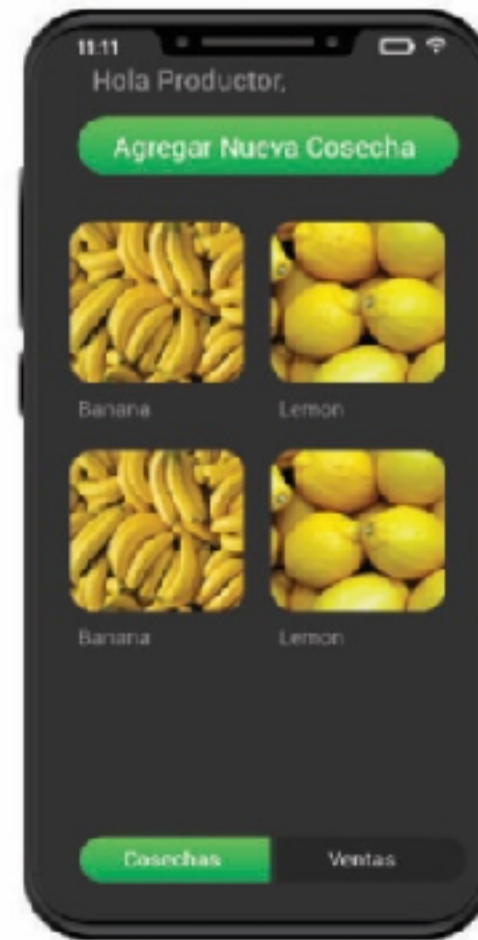 11:11
Hola Productor,
Agregar Nueva Cosecha
Banana Lemon
Banana Lemon
Cosechas Ventas